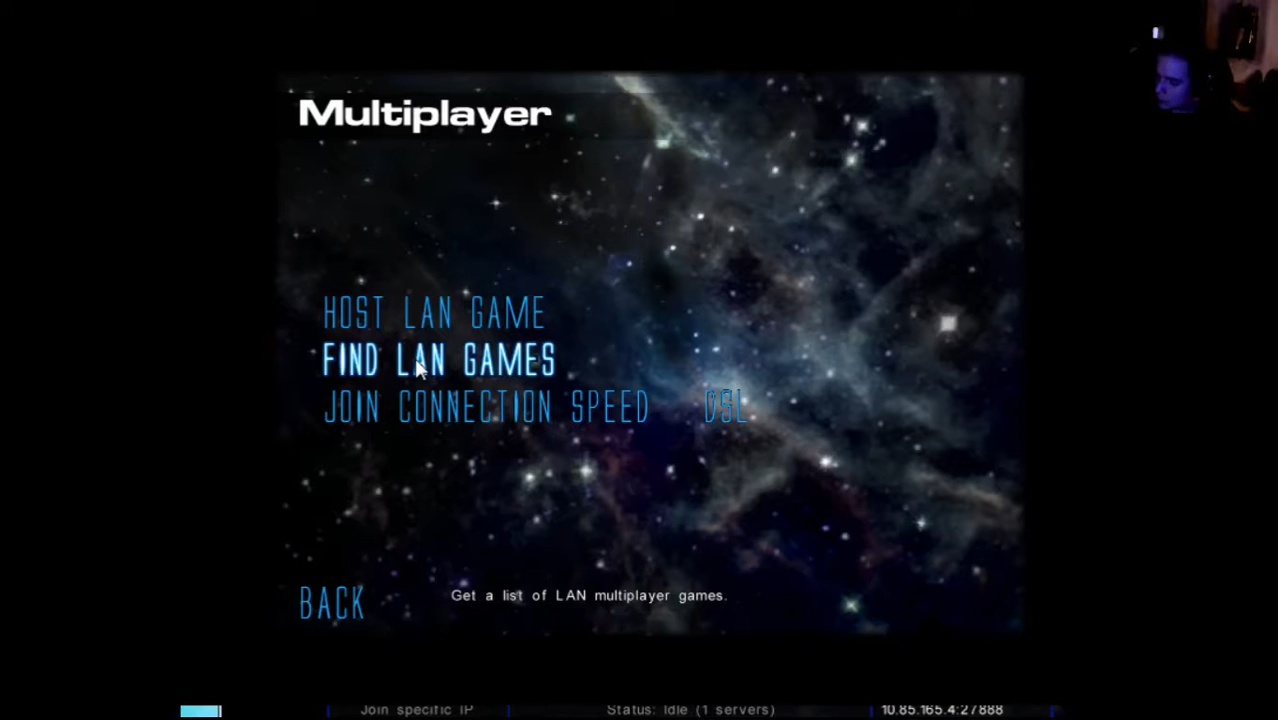 Multiplayer
HOST LAN GAME
FIND LAN GAMES
JOIN CONNECTION SPEED DSL
BACK
Get a list of LAN multiplayer games.
Join specific IP Status: Idle (1 servers) 10.85.165.4:27888